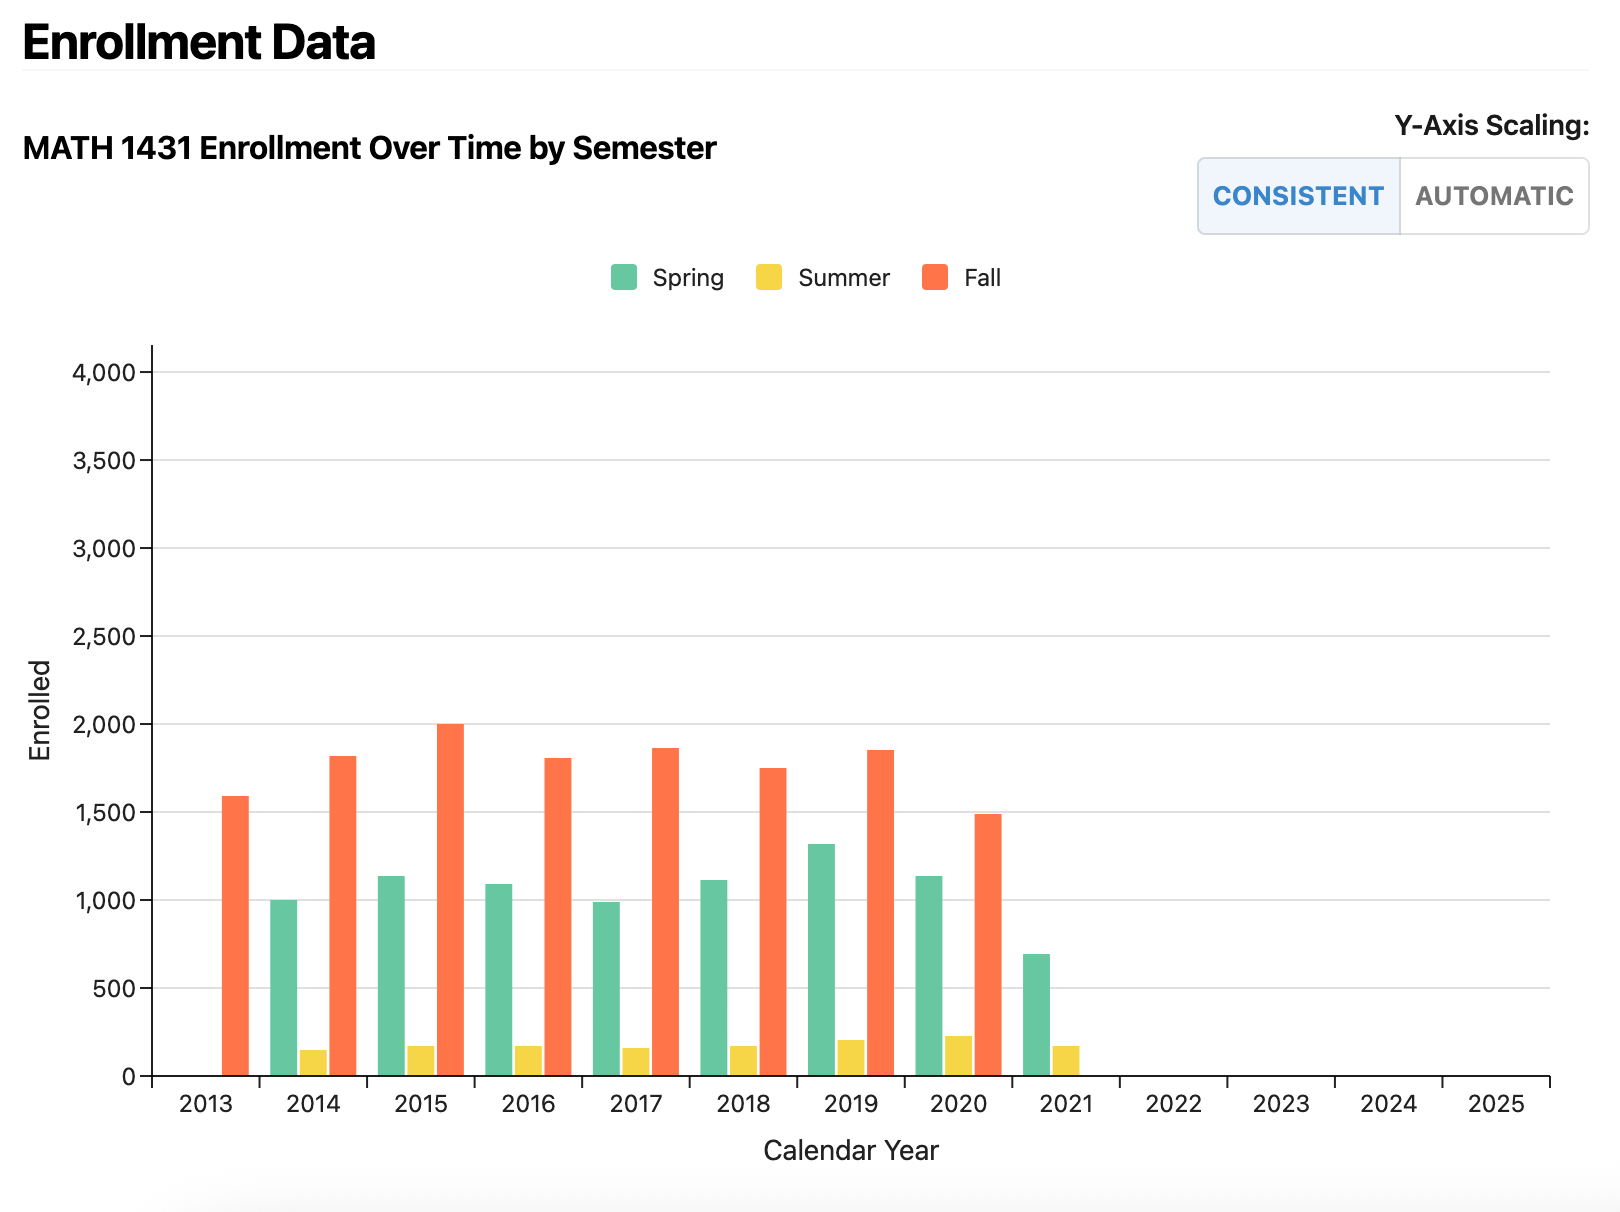 Enrollment Data
Y-Axis Scaling:
MATH 1431 Enrollment Over Time by Semester
CONSISTENT AUTOMATIC
Spring Summer Fall
4,000
3,500
3,000
2,500
2,000
1,500
1,000
500
0
Enrolled
2013 2014 2015 2016 2017 2018 2019 2020 2021 2022 2023 2024 2025
Calendar Year